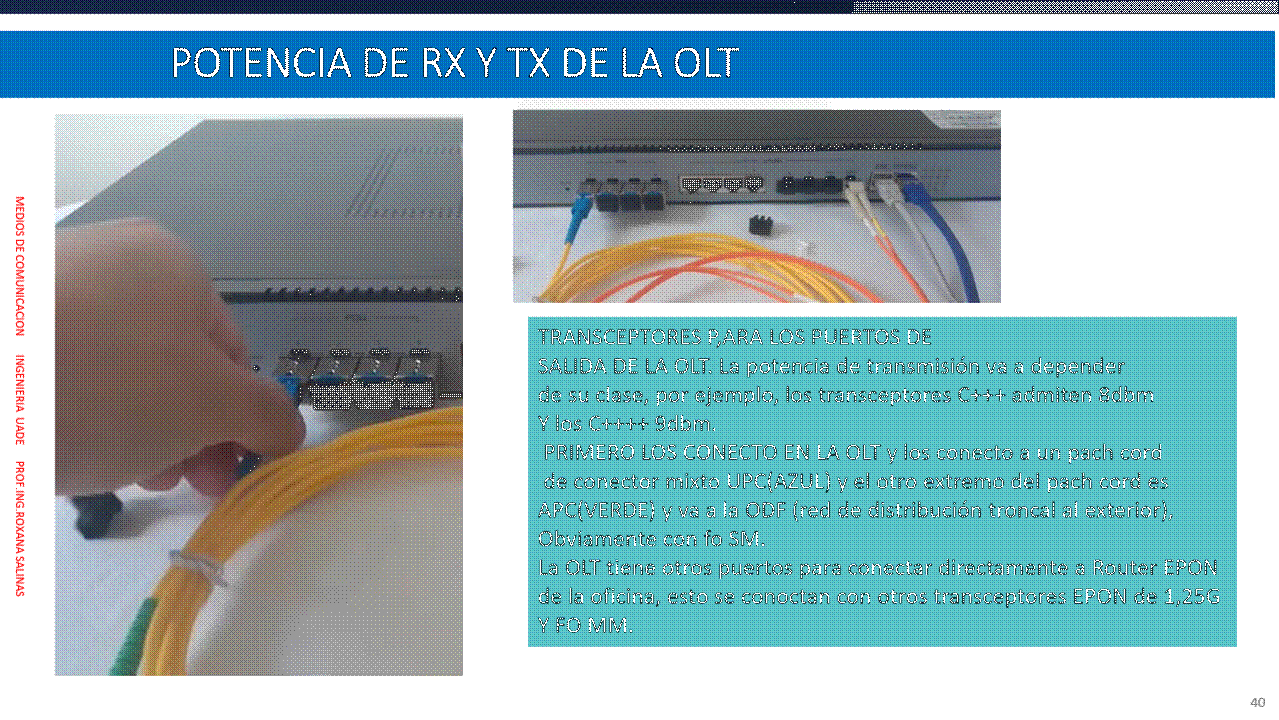 POTENCIA DE RX Y TX DE LA OLT
MEDIOS DE COMUNICACION INGENIERIA UADE PROF.ING.ROXANA SALINAS
TRANSCEPTORES P,ARA LOS PUERTOS DE
SALIDA DE LA OLT. La potencia de transmisión va a depender
de su clase, por ejemplo, los transceptores C+++ admiten 8dbm
Y los C++++ 9dbm.
PRIMERO LOS CONECTO EN LA OLT y los conecto a un pach cord
de conector mixto UPC(AZUL) y el otro extremo del pach cord es
APC(VERDE) y va a la ODF (red de distribución troncal al exterior),
Obviamente con fo SM.
La OLT tiene otros puertos para conectar directamente a Router EPON
de la oficina, esto se conoctan con otros transceptores EPON de 1,25G
Y FO MM.
40